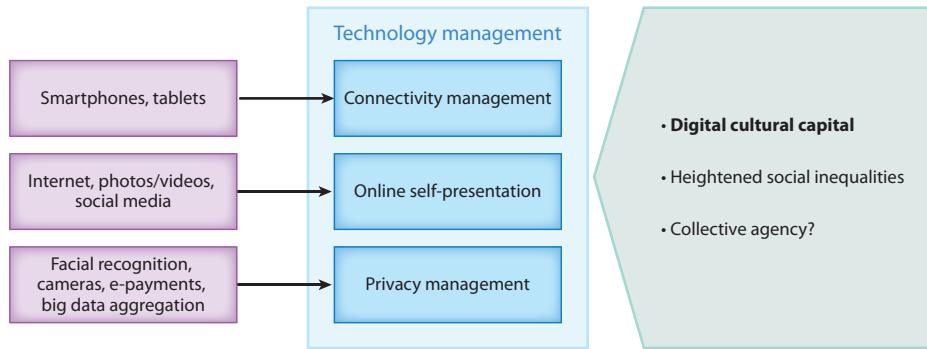 Technology management
Smartphones, tablets
Connectivity management
Internet, photos/videos,
social media
Online self-presentation
Facial recognition,
cameras, e-payments,
big data aggregation
Privacy management
• Digital cultural capital
• Heightened social inequalities
• Collective agency?